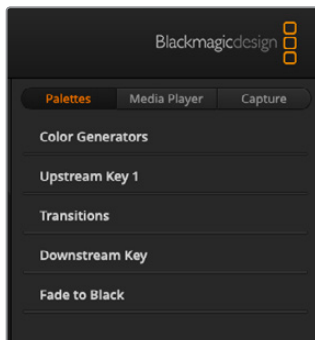 Blackmagicdesign
Palettes Media Player Capture
Color Generators
Upstream Key 1
Transitions
Downstream Key
Fade to Black